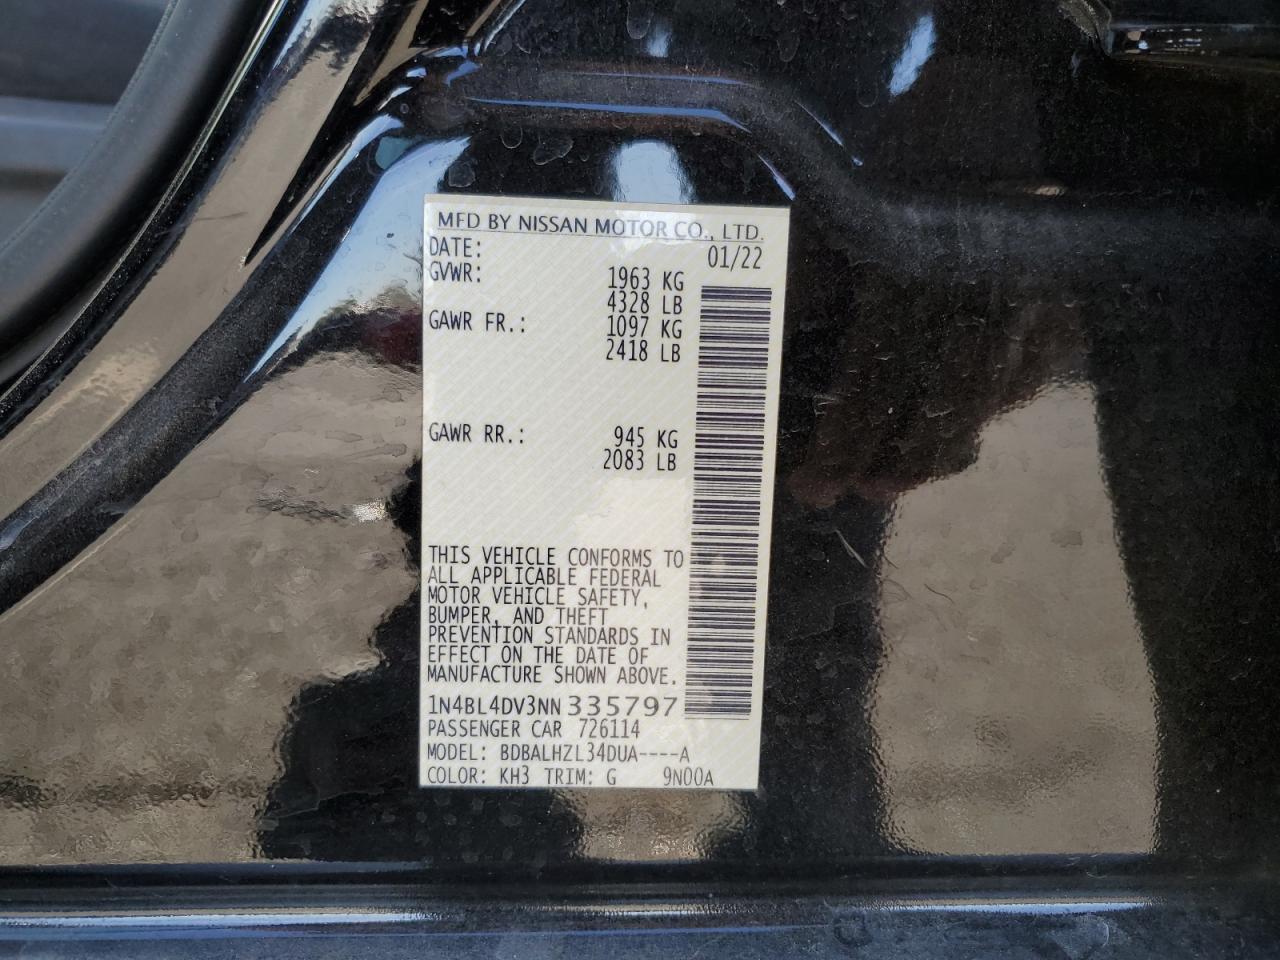 MFD BY NISSAN MOTOR CO., LTD.
DATE: 01/22
GVWR: 1963 KG
4328 LB
GAWR FR.: 1097 KG
2418 LB
GAWR RR.: 945 KG
2083 LB
THIS VEHICLE CONFORMS TO
ALL APPLICABLE FEDERAL
MOTOR VEHICLE SAFETY,
BUMPER, AND THEFT
PREVENTION STANDARDS IN
EFFECT ON THE DATE OF
MANUFACTURE SHOWN ABOVE.
1N4BL4DV3NN335797
PASSENGER CAR 726114
MODEL: BDBALHZL34DUA----A
COLOR: KH3 TRIM: G 9N00A